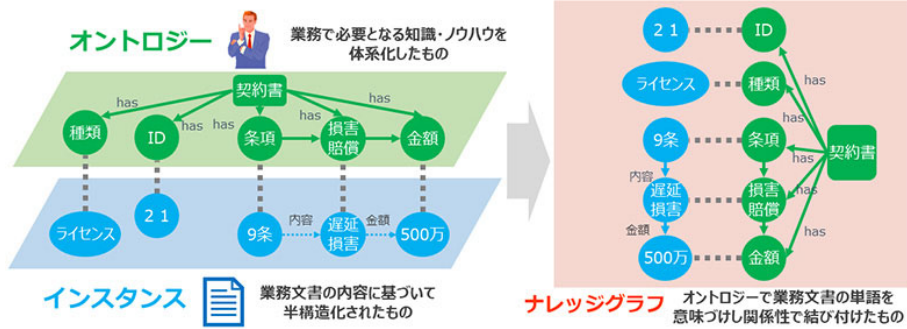 オントロジー
業務で必要となる知識・ノウハウを
体系化したもの
契約書
has
has
has
has
has
種類
ID
条項
損害
賠償
金額
ライセンス
２１
9条
内容
遅延
損害
金額
500万
インスタンス
業務文書の内容に基づいて
半構造化されたもの
２１
ID
ライセンス
種類
has
has
9条
条項
契約書
has
内容
遅延
損害
損害
賠償
has
金額
has
500万
金額
ナレッジグラフ
オントロジーで業務文書の単語を
意味づけし関係性で結び付けたもの